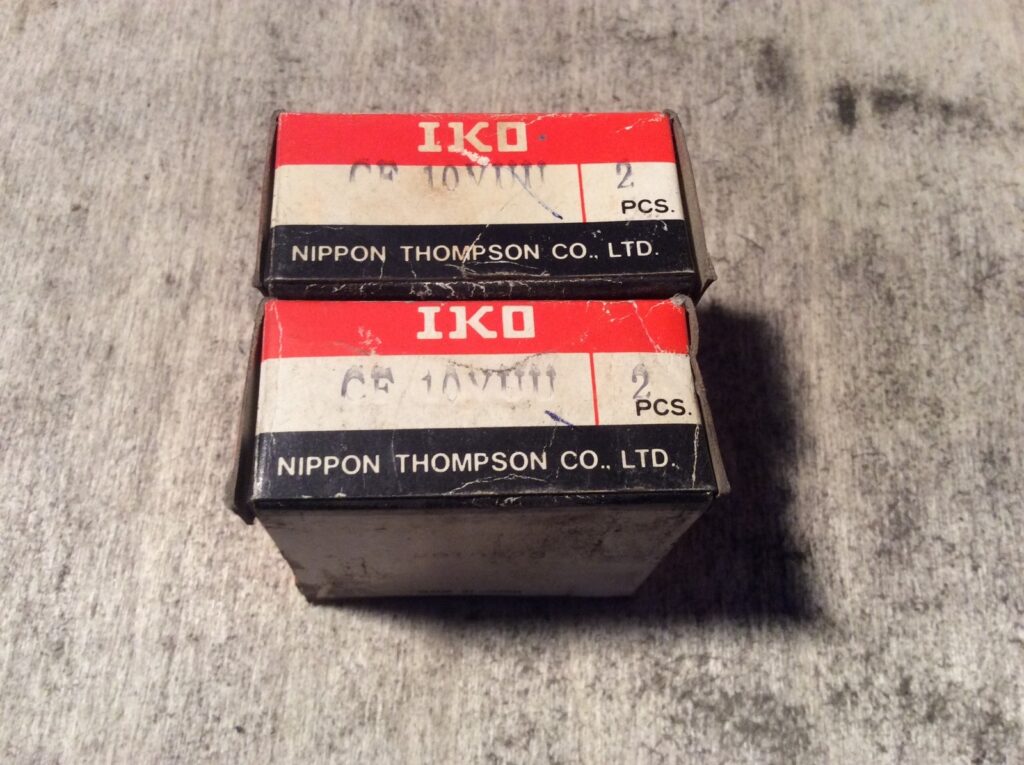 IKO
CF 10VUU 2
PCS.
NIPPON THOMPSON CO., LTD.
IKO
CF 10VUU 2
PCS.
NIPPON THOMPSON CO., LTD.